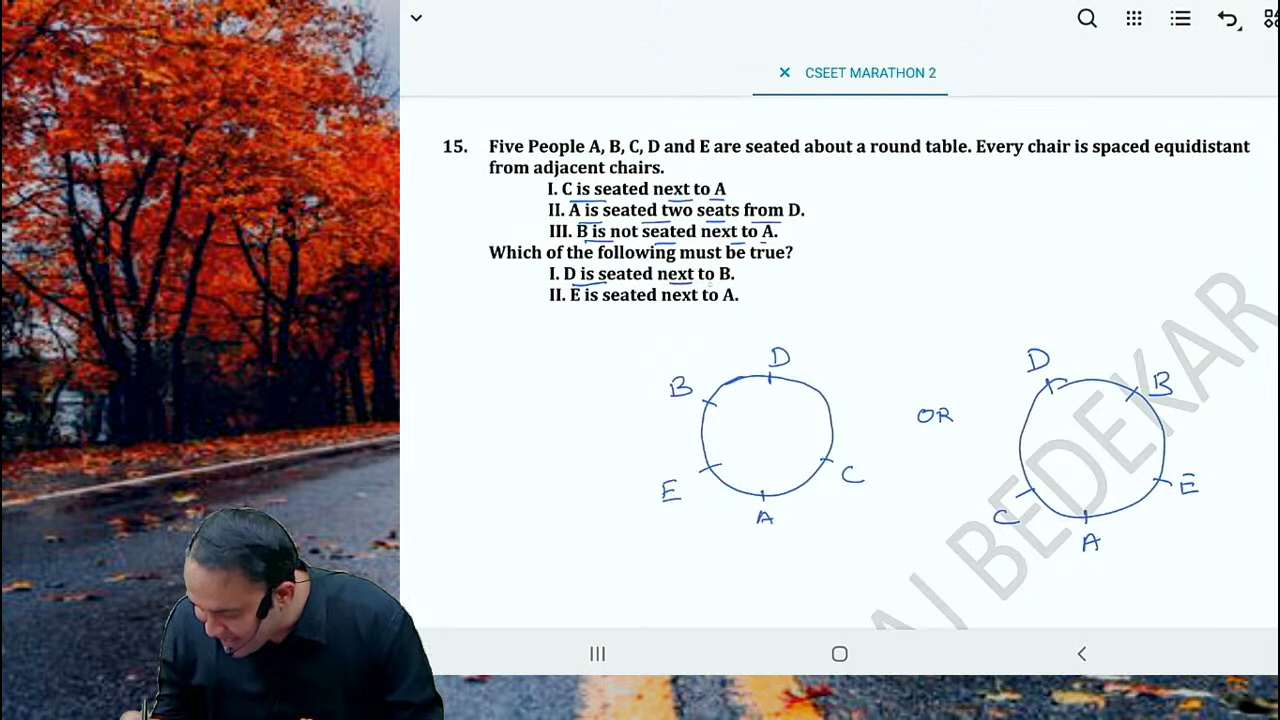 CSEET MARATHON 2
15. Five People A, B, C, D and E are seated about a round table. Every chair is spaced equidistant
from adjacent chairs.
I. C is seated next to A
II. A is seated two seats from D.
III. B is not seated next to A.
Which of the following must be true?
I. D is seated next to B.
II. E is seated next to A.
D
B
E
A
C
OR
D
B
E
C
A
AJ BEDEKAR